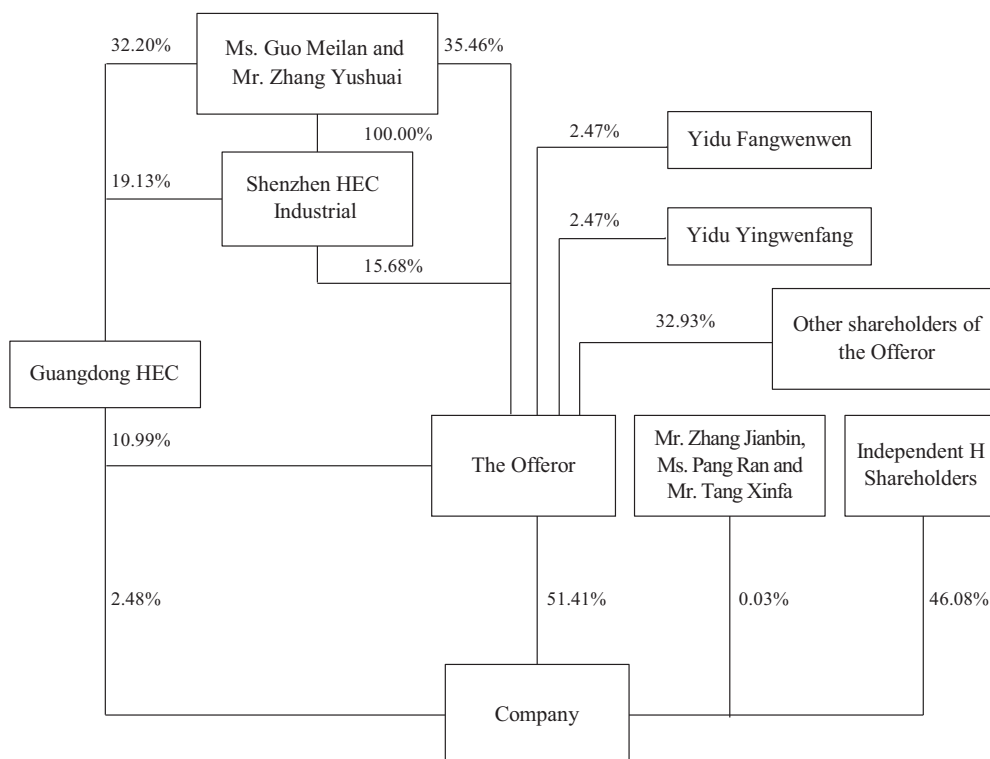 32.20%
Ms. Guo Meilan and
Mr. Zhang Yushuai
35.46%
100.00%
2.47%
Yidu Fangwenwen
19.13%
Shenzhen HEC
Industrial
2.47%
Yidu Yingwenfang
15.68%
32.93%
Other shareholders of
the Offeror
Guangdong HEC
10.99%
The Offeror
Mr. Zhang Jianbin,
Ms. Pang Ran and
Mr. Tang Xinfa
Independent H
Shareholders
2.48%
51.41%
0.03%
46.08%
Company